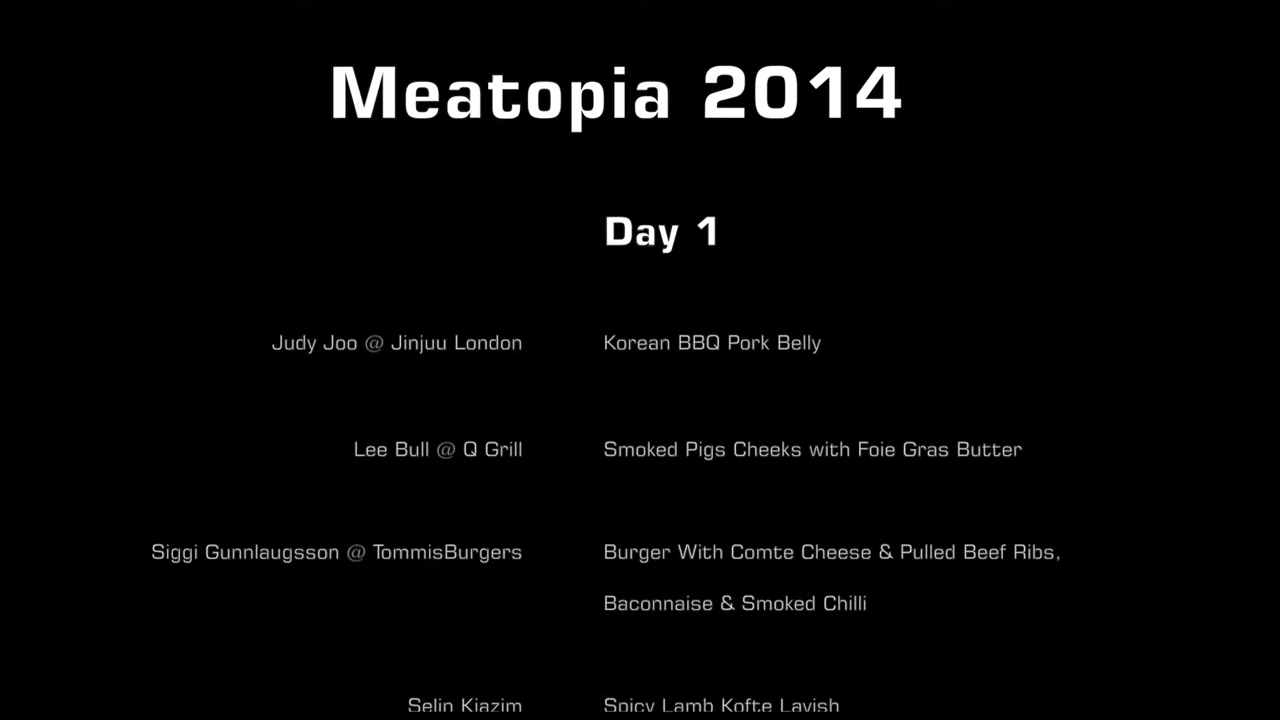 Meatopia 2014
Day 1
Judy Joo @ Jinjuu London
Korean BBQ Pork Belly
Lee Bull @ Q Grill
Smoked Pigs Cheeks with Foie Gras Butter
Siggi Gunnlaugsson @ TommisBurgers
Burger With Comte Cheese & Pulled Beef Ribs,
Baconnaise & Smoked Chilli
Selin Kiazim
Spicy Lamb Kofte Lavish